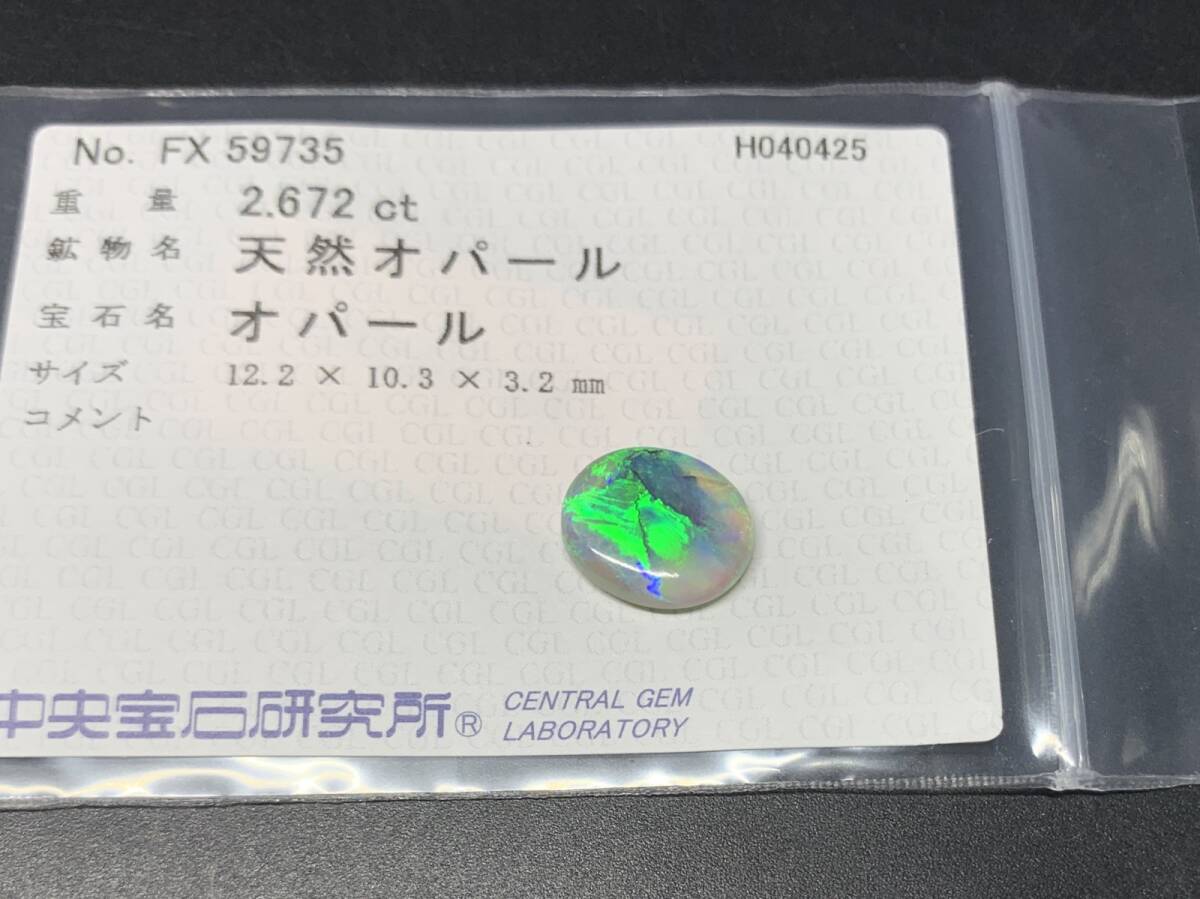 No. FX 59735 H040425
重 量 2.672 ct
鉱物名 天然オパール
宝石名 オパール
サイズ 12.2 × 10.3 × 3.2 mm
コメント
中央宝石研究所® CENTRAL GEM
LABORATORY